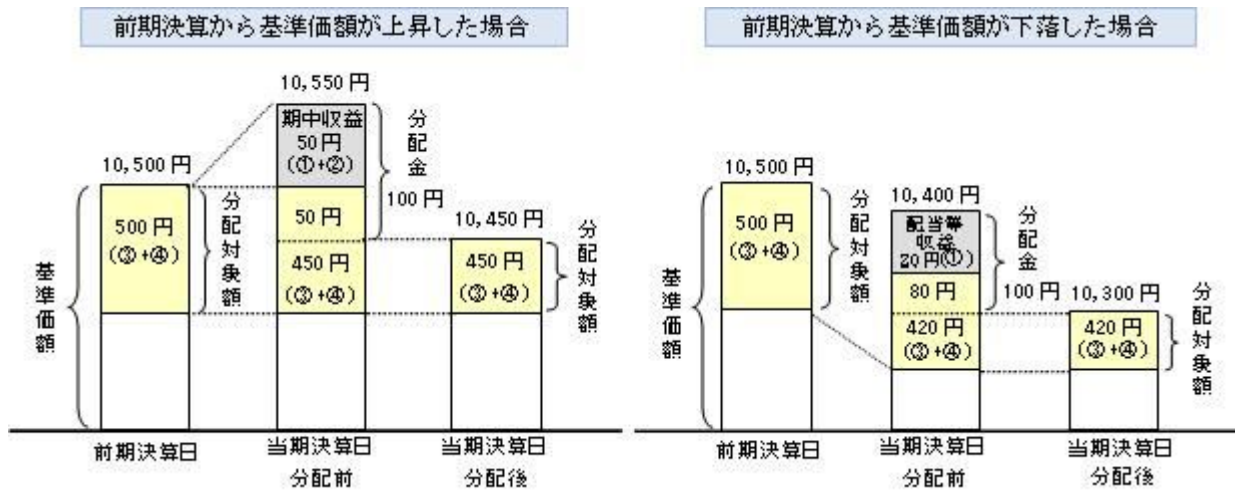 前期決算から基準価額が上昇した場合
10,550円
期中収益
50円
(①+②)
分配金
100円
10,500円
500円
(③+④)
分配対象額
50円
450円
(③+④)
10,450円
450円
(③+④)
分配対象額
基準価額
前期決算日
当期決算日
分配前
当期決算日
分配後
前期決算から基準価額が下落した場合
10,500円
500円
(③+④)
分配対象額
10,400円
配当等
収益
20円(①)
分配金
100円
80円
420円
(③+④)
10,300円
420円
(③+④)
分配対象額
基準価額
前期決算日
当期決算日
分配前
当期決算日
分配後